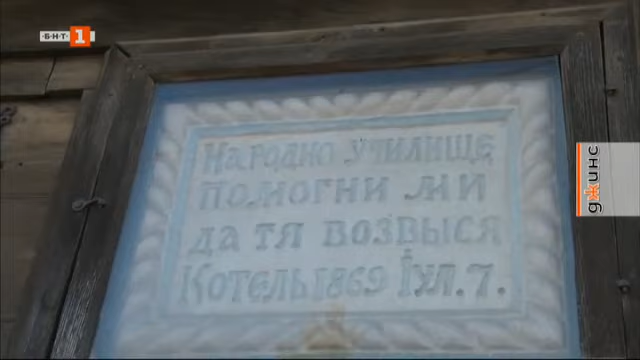 БНТ 1
джинс
НАРОДНО УЧИЛИЩЕ
ПОМОГНИ МИ
ДА ТЯ ВОЗВЫСЯ
КОТЕЛЬ 1869 ІУЛ. 7.